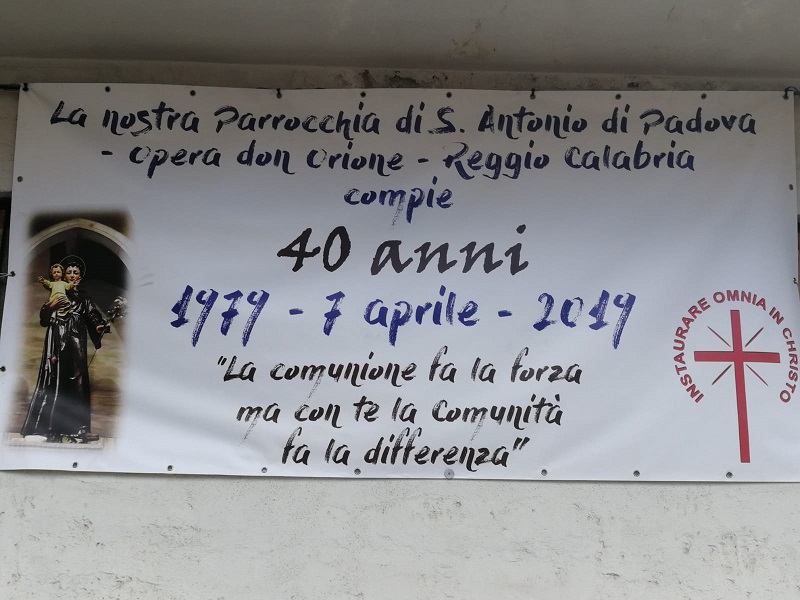 La nostra Parrocchia di S. Antonio di Padova
- Opera don Orione - Reggio Calabria
compie
40 anni
1979 - 7 aprile - 2019
"La comunione fa la forza
ma con te la Comunità
fa la differenza"
INSTAURARE OMNIA IN CHRISTO